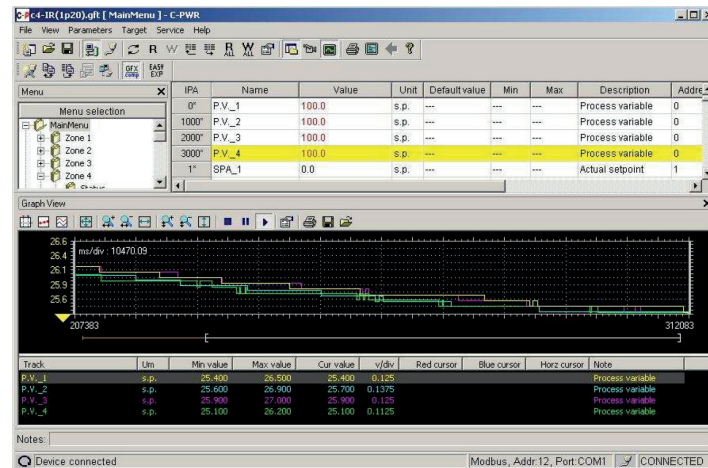 c4-IR(1p20).gft [ MainMenu ] - C-PWR
File View Parameters Target Service Help
R W R W
GFX comp EASY EXP
Menu
Menu selection
MainMenu
Zone 1
Zone 2
Zone 3
Zone 4
Status
IPA Name Value Unit Default value Min Max Description Addre
0" P.V._1 100.0 s.p. --- --- --- Process variable 0
1000" P.V._2 100.0 s.p. --- --- --- Process variable 0
2000" P.V._3 100.0 s.p. --- --- --- Process variable 0
3000" P.V._4 100.0 s.p. --- --- --- Process variable 0
1" SPA_1 0.0 s.p. --- --- --- Actual setpoint 1
Graph View
ms/div : 10470.09
26.6
26.4
26.1
25.9
25.6
207383 312083
Track Um Min value Max value Cur value v/div Red cursor Blue cursor Horz cursor Note
P.V._1 s.p. 25.400 26.500 25.400 0.125 Process variable
P.V._2 s.p. 25.600 26.900 25.700 0.1375 Process variable
P.V._3 s.p. 25.900 27.000 25.900 0.125 Process variable
P.V._4 s.p. 25.100 26.200 25.100 0.1125 Process variable
Notes:
Device connected Modbus, Addr:12, Port:COM1 CONNECTED